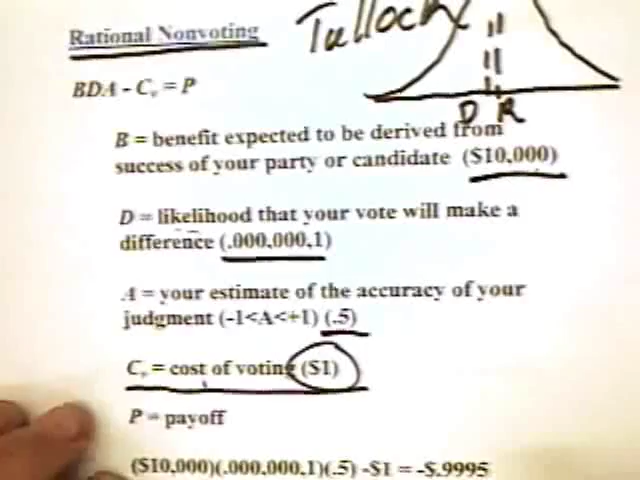 Rational Nonvoting
Tullock
BDA - Cv = P
D R
B = benefit expected to be derived from
success of your party or candidate ($10,000)
D = likelihood that your vote will make a
difference (.000,000,1)
A = your estimate of the accuracy of your
judgment (-1<A<+1) (.5)
Cv = cost of voting ($1)
P = payoff
($10,000)(.000,000,1)(.5) -$1 = -$.9995